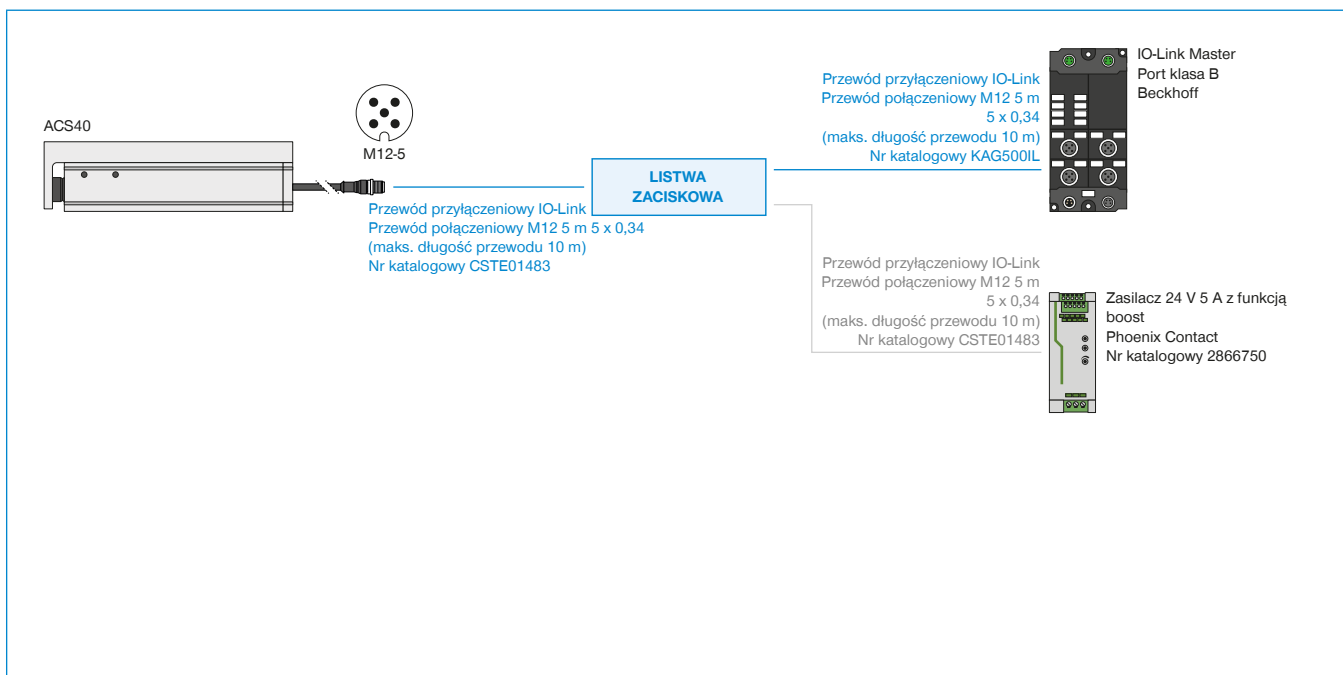 ACS40
M12-5
Przewód przyłączeniowy IO-Link
Przewód połączeniowy M12 5 m 5 x 0,34
(maks. długość przewodu 10 m)
Nr katalogowy CSTE01483
LISTWA
ZACISKOWA
Przewód przyłączeniowy IO-Link
Przewód połączeniowy M12 5 m
5 x 0,34
(maks. długość przewodu 10 m)
Nr katalogowy KAG500IL
IO-Link Master
Port klasa B
Beckhoff
Przewód przyłączeniowy IO-Link
Przewód połączeniowy M12 5 m
5 x 0,34
(maks. długość przewodu 10 m)
Nr katalogowy CSTE01483
Zasilacz 24 V 5 A z funkcją
boost
Phoenix Contact
Nr katalogowy 2866750